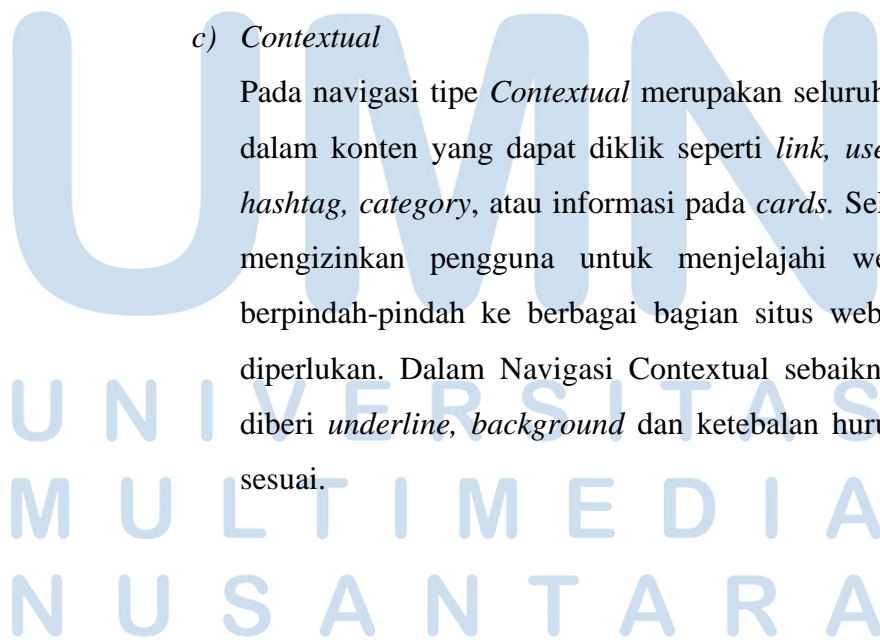 c) Contextual
Pada navigasi tipe Contextual merupakan seluruh
dalam konten yang dapat diklik seperti link,
hashtag, category, atau informasi pada cards.
mengizinkan pengguna untuk menjelajahi
berpindah-pindah ke berbagai bagian situs web
diperlukan. Dalam Navigasi Contextual
diberi underline, background dan ketebalan
sesuai.
UMN
UNIVERSITAS
MULTIMEDIA
NUSANTARA